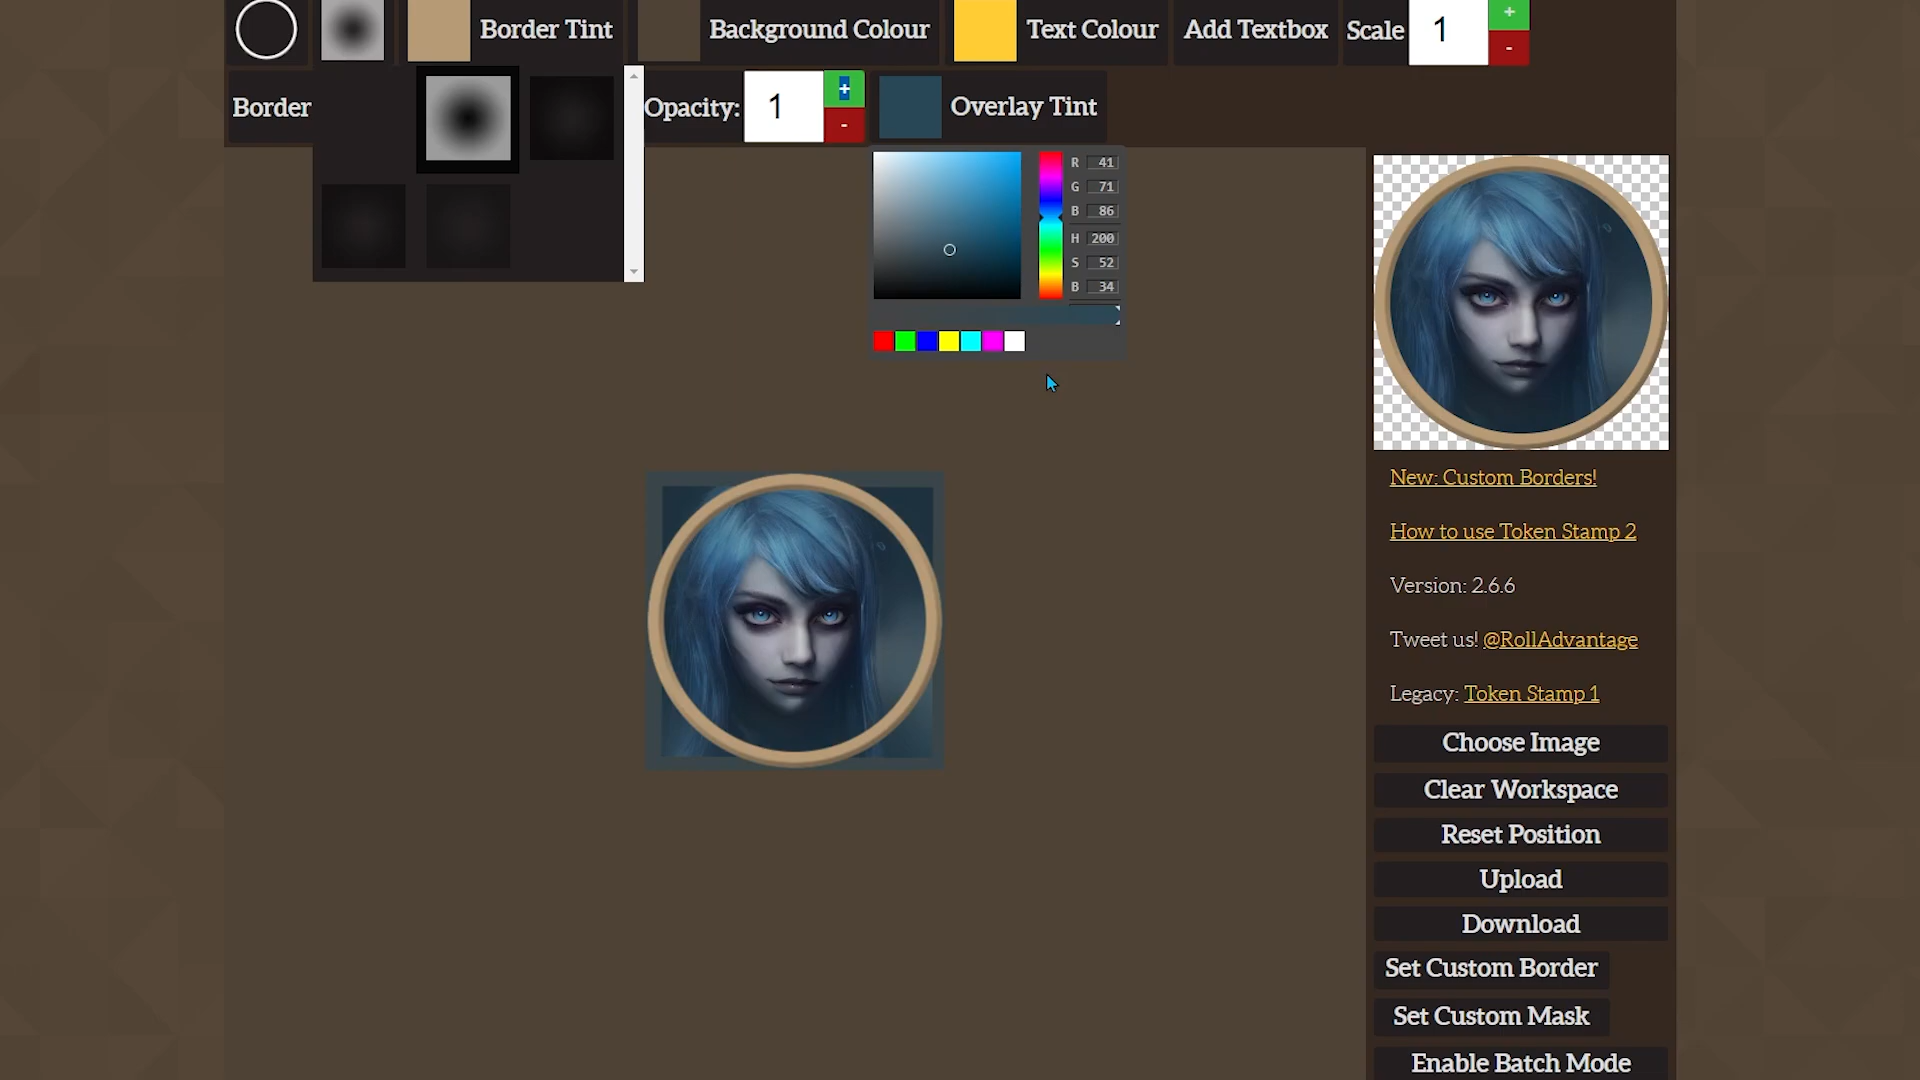 Border Tint
Background Colour
Text Colour
Add Textbox
Scale
1
+
-
Border
Opacity:
1
+
-
Overlay Tint
R 41
G 71
B 86
H 200
S 52
B 34
New: Custom Borders!
How to use Token Stamp 2
Version: 2.6.6
Tweet us! @RollAdvantage
Legacy: Token Stamp 1
Choose Image
Clear Workspace
Reset Position
Upload
Download
Set Custom Border
Set Custom Mask
Enable Batch Mode